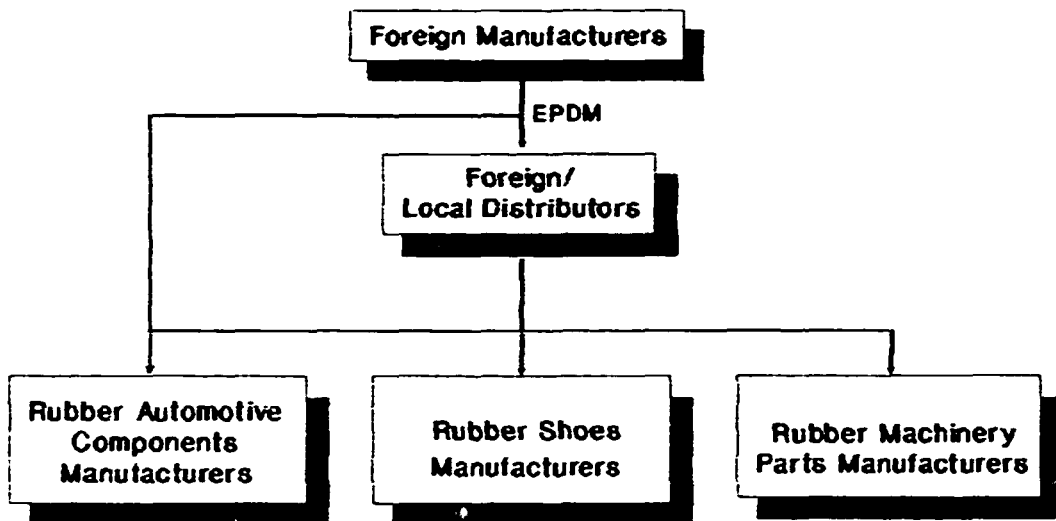 Foreign Manufacturers
EPDM
Foreign/
Local Distributors
Rubber Automotive
Components
Manufacturers
Rubber Shoes
Manufacturers
Rubber Machinery
Parts Manufacturers